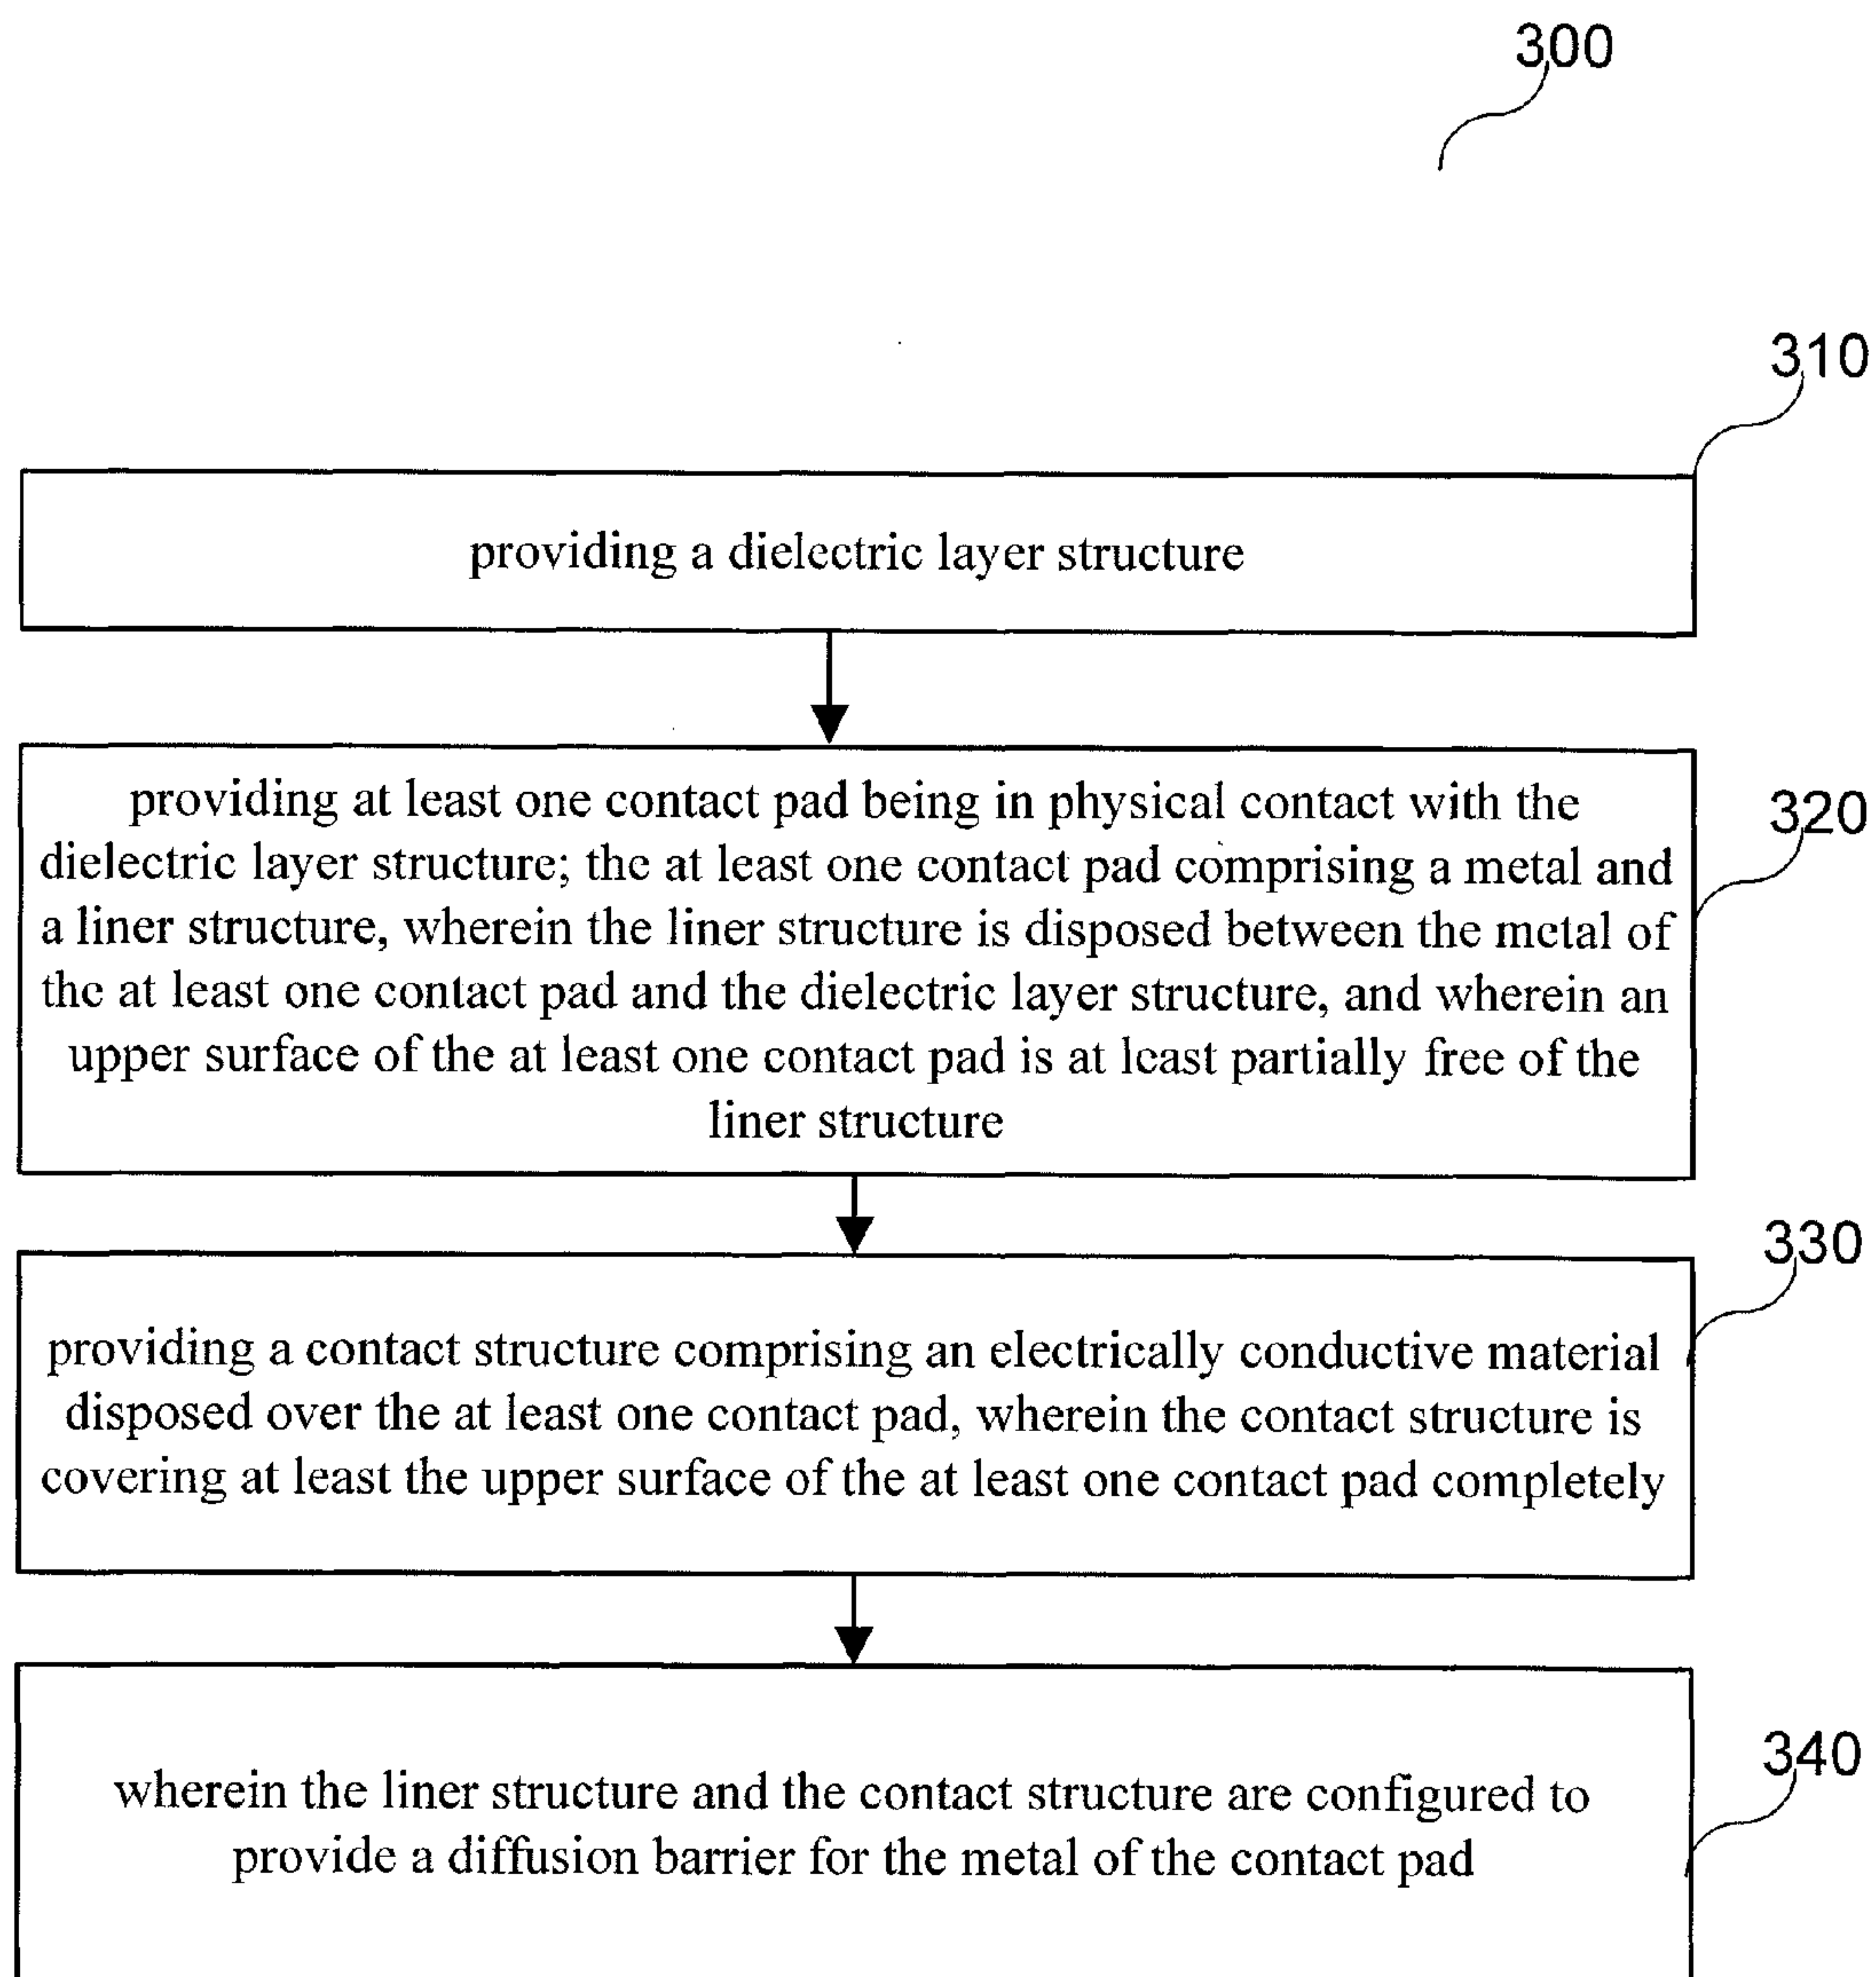 300
310
providing a dielectric layer structure
providing at least one contact pad being in physical contact with the
320
dielectric layer structure; the at least one contact pad comprising a metal and
a liner structure, wherein the liner structure is disposed between the metal of
the at least one contact pad and the dielectric layer structure, and wherein an
upper surface of the at least one contact pad is at least partially free of the
liner structure
330
providing a contact structure comprising an electrically conductive material
disposed over the at least one contact pad, wherein the contact structure is
covering at least the upper surface of the at least one contact pad completely
340
wherein the liner structure and the contact structure are configured to
provide a diffusion barrier for the metal of the contact pad